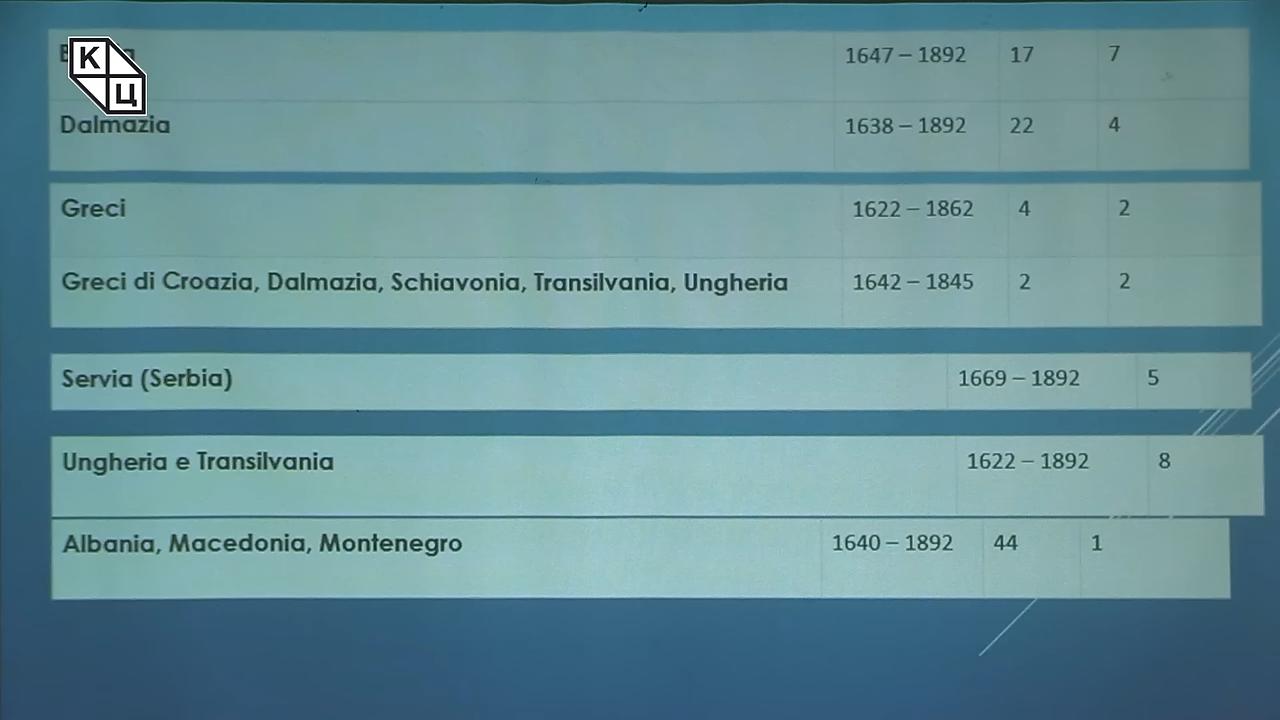 К
Ц
1647 – 1892 17 7
Dalmazia 1638 – 1892 22 4
Greci 1622 – 1862 4 2
Greci di Croazia, Dalmazia, Schiavonia, Transilvania, Ungheria 1642 – 1845 2 2
Servia (Serbia) 1669 – 1892 5
Ungheria e Transilvania 1622 – 1892 8
Albania, Macedonia, Montenegro 1640 – 1892 44 1